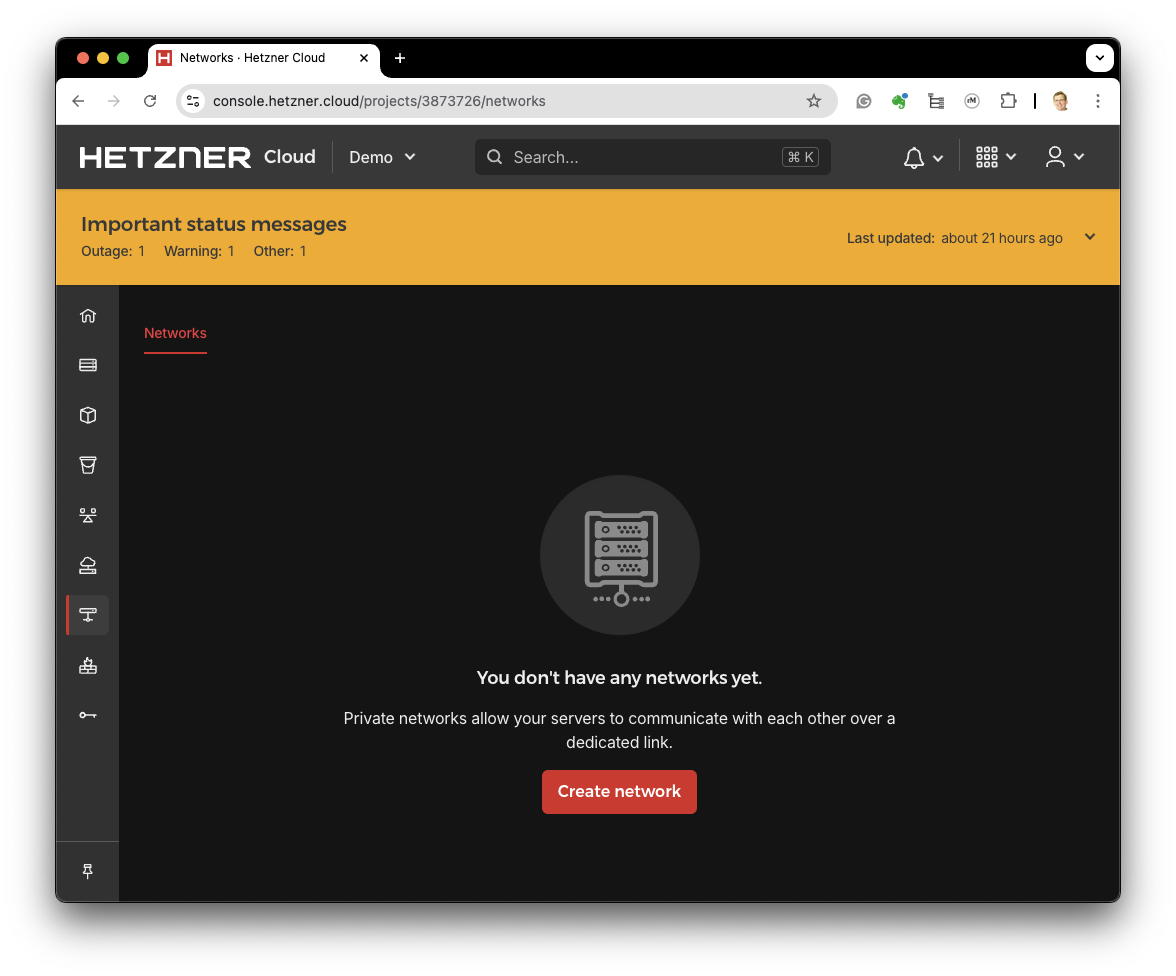 Networks · Hetzner Cloud
console.hetzner.cloud/projects/3873726/networks
HETZNER Cloud Demo Search... ⌘ K
Important status messages
Outage: 1 Warning: 1 Other: 1
Last updated: about 21 hours ago
Networks
You don't have any networks yet.
Private networks allow your servers to communicate with each other over a
dedicated link.
Create network